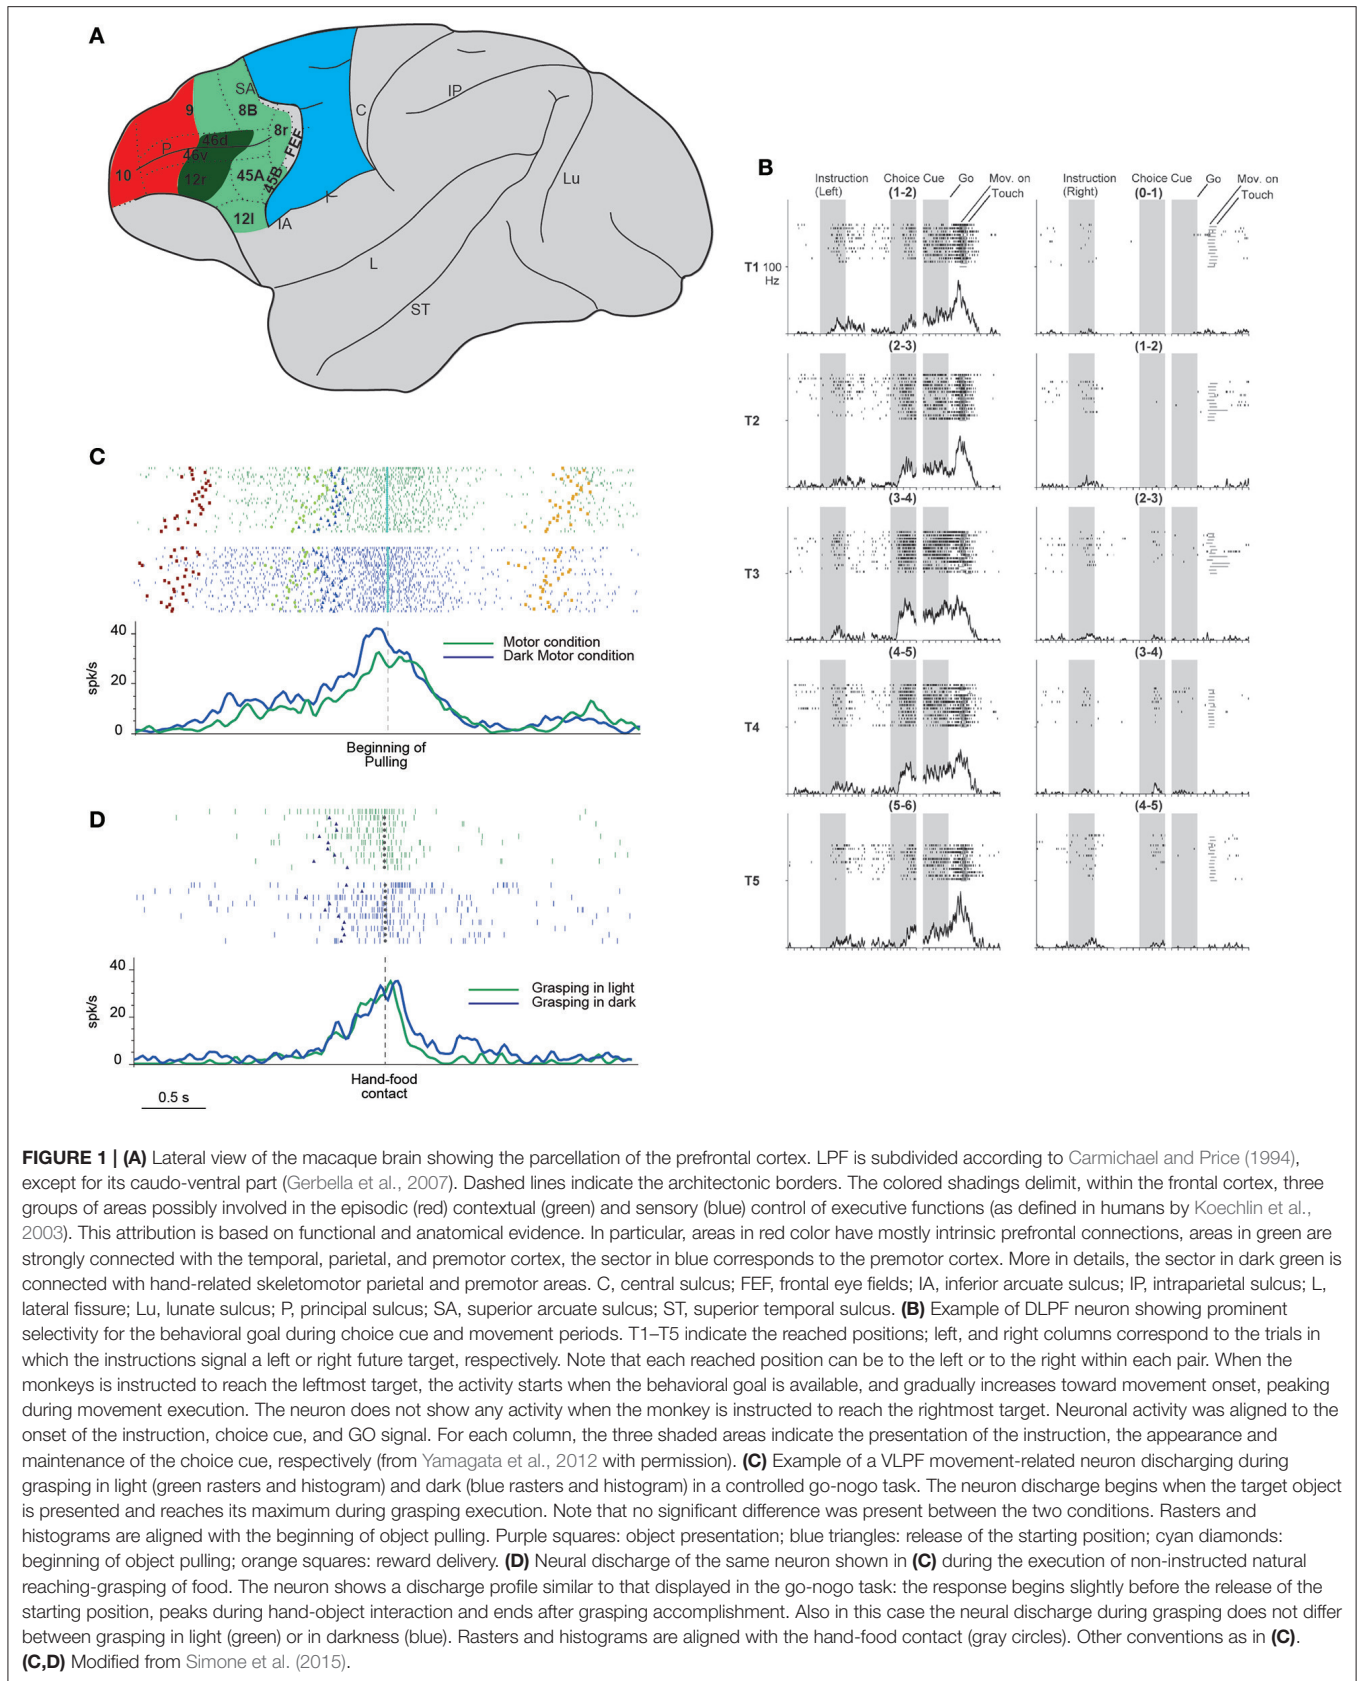 A
SA
IP
9
8B
C
8r
FEF
46d
P
46v
10
12r
45A
45B
Lu
12l
IA
L
ST
B
Instruction
(Left)
Choice Cue
(1-2)
Go
Mov. on
Touch
Instruction
(Right)
Choice Cue
(0-1)
Go
Mov. on
Touch
T1
100
Hz
(2-3)
(1-2)
T2
(3-4)
(2-3)
T3
(4-5)
(3-4)
T4
(5-6)
(4-5)
T5
C
40
20
0
spk/s
Motor condition
Dark Motor condition
Beginning of
Pulling
D
40
20
0
spk/s
Grasping in light
Grasping in dark
Hand-food
contact
0.5 s
FIGURE 1 | (A) Lateral view of the macaque brain showing the parcellation of the prefrontal cortex. LPF is subdivided according to Carmichael and Price (1994),
except for its caudo-ventral part (Gerbella et al., 2007). Dashed lines indicate the architectonic borders. The colored shadings delimit, within the frontal cortex, three
groups of areas possibly involved in the episodic (red) contextual (green) and sensory (blue) control of executive functions (as defined in humans by Koechlin et al.,
2003). This attribution is based on functional and anatomical evidence. In particular, areas in red color have mostly intrinsic prefrontal connections, areas in green are
strongly connected with the temporal, parietal, and premotor cortex, the sector in blue corresponds to the premotor cortex. More in details, the sector in dark green is
connected with hand-related skeletomotor parietal and premotor areas. C, central sulcus; FEF, frontal eye fields; IA, inferior arcuate sulcus; IP, intraparietal sulcus; L,
lateral fissure; Lu, lunate sulcus; P, principal sulcus; SA, superior arcuate sulcus; ST, superior temporal sulcus. (B) Example of DLPF neuron showing prominent
selectivity for the behavioral goal during choice cue and movement periods. T1–T5 indicate the reached positions; left, and right columns correspond to the trials in
which the instructions signal a left or right future target, respectively. Note that each reached position can be to the left or to the right within each pair. When the
monkeys is instructed to reach the leftmost target, the activity starts when the behavioral goal is available, and gradually increases toward movement onset, peaking
during movement execution. The neuron does not show any activity when the monkey is instructed to reach the rightmost target. Neuronal activity was aligned to the
onset of the instruction, choice cue, and GO signal. For each column, the three shaded areas indicate the presentation of the instruction, the appearance and
maintenance of the choice cue, respectively (from Yamagata et al., 2012 with permission). (C) Example of a VLPF movement-related neuron discharging during
grasping in light (green rasters and histogram) and dark (blue rasters and histogram) in a controlled go-nogo task. The neuron discharge begins when the target object
is presented and reaches its maximum during grasping execution. Note that no significant difference was present between the two conditions. Rasters and
histograms are aligned with the beginning of object pulling. Purple squares: object presentation; blue triangles: release of the starting position; cyan diamonds:
beginning of object pulling; orange squares: reward delivery. (D) Neural discharge of the same neuron shown in (C) during the execution of non-instructed natural
reaching-grasping of food. The neuron shows a discharge profile similar to that displayed in the go-nogo task: the response begins slightly before the release of the
starting position, peaks during hand-object interaction and ends after grasping accomplishment. Also in this case the neural discharge during grasping does not differ
between grasping in light (green) or in darkness (blue). Rasters and histograms are aligned with the hand-food contact (gray circles). Other conventions as in (C).
(C,D) Modified from Simone et al. (2015).